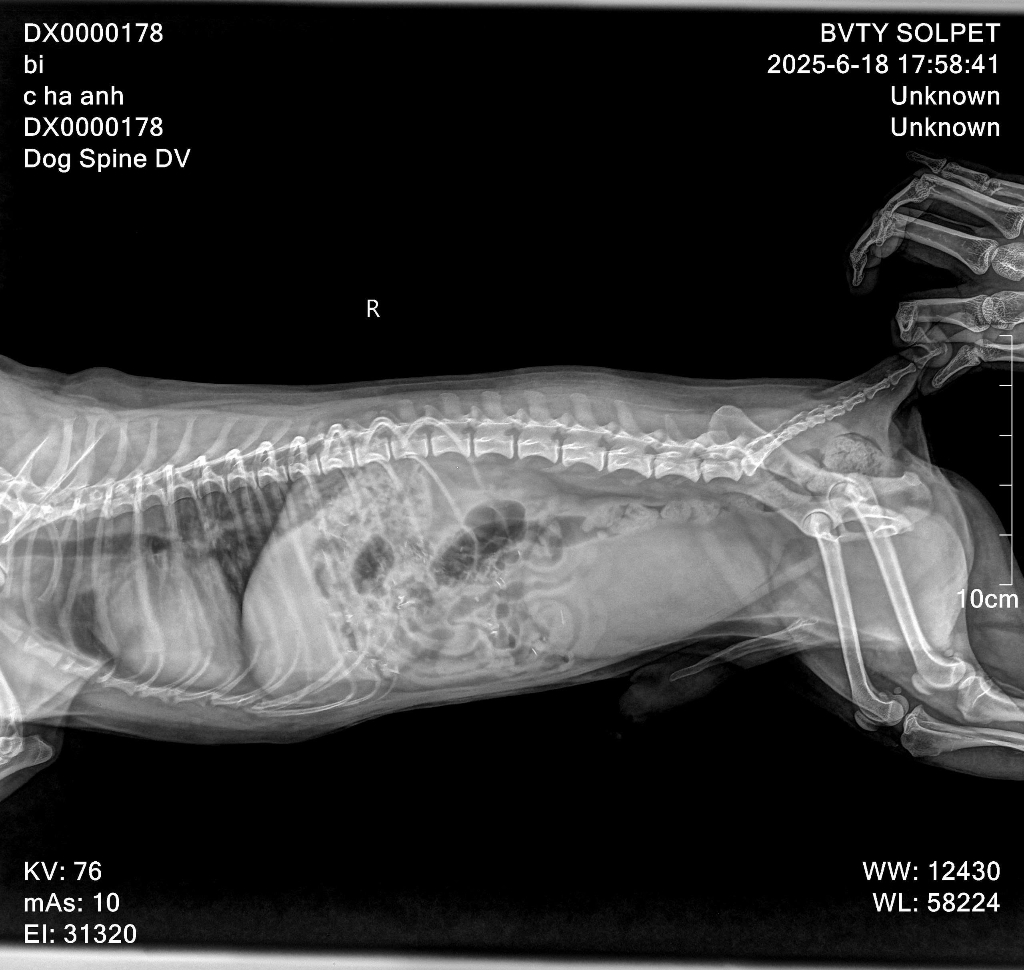 DX0000178
bi
c ha anh
DX0000178
Dog Spine DV
BVTY SOLPET
2025-6-18 17:58:41
Unknown
Unknown
R
10cm
KV: 76
mAs: 10
EI: 31320
WW: 12430
WL: 58224